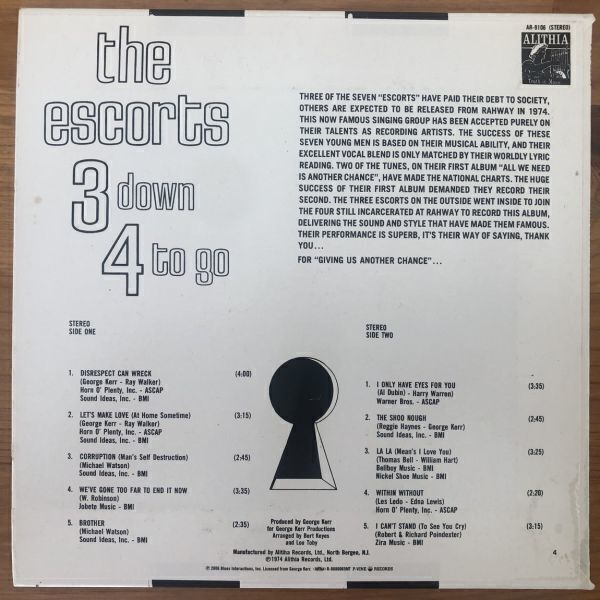 the
escorts
3 down
4 to go
AR-9106 (STEREO)
ALITHIA
THREE OF THE SEVEN "ESCORTS" HAVE PAID THEIR DEBT TO SOCIETY,
OTHERS ARE EXPECTED TO BE RELEASED FROM RAHWAY IN 1974.
THIS NOW FAMOUS SINGING GROUP HAS BEEN ACCEPTED PURELY ON
THEIR TALENTS AS RECORDING ARTISTS. THE SUCCESS OF THESE
SEVEN YOUNG MEN IS BASED ON THEIR MUSICAL ABILITY, AND THEIR
EXCELLENT VOCAL BLEND IS ONLY MATCHED BY THEIR WORLDLY LYRIC
READING. TWO OF THE TUNES, ON THEIR FIRST ALBUM "ALL WE NEED
IS ANOTHER CHANCE", HAVE MADE THE NATIONAL CHARTS. THE HUGE
SUCCESS OF THEIR FIRST ALBUM DEMANDED THEY RECORD THEIR
SECOND. THE THREE ESCORTS ON THE OUTSIDE WENT INSIDE TO JOIN
THE FOUR STILL INCARCERATED AT RAHWAY TO RECORD THIS ALBUM,
DELIVERING THE SOUND AND STYLE THAT HAVE MADE THEM FAMOUS.
THEIR PERFORMANCE IS SUPERB, IT'S THEIR WAY OF SAYING, THANK
YOU...
FOR "GIVING US ANOTHER CHANCE"...
STEREO
SIDE ONE
1. DISRESPECT CAN WRECK (4:00)
(George Kerr - Ray Walker)
Horn O' Plenty, Inc. - ASCAP
Sound Ideas, Inc. - BMI
2. LET'S MAKE LOVE (At Home Sometime) (3:15)
(George Kerr - Ray Walker)
Horn O' Plenty, Inc. - ASCAP
Sound Ideas, Inc. - BMI
3. CORRUPTION (Man's Self Destruction) (2:45)
(Michael Watson)
Sound Ideas, Inc. - BMI
4. WE'VE GONE TOO FAR TO END IT NOW (3:35)
(W. Robinson)
Jobete Music - BMI
5. BROTHER (2:35)
(Michael Watson)
Sound Ideas, Inc. - BMI
STEREO
SIDE TWO
1. I ONLY HAVE EYES FOR YOU (3:35)
(Al Dubin - Harry Warren)
Warner Bros. - ASCAP
2. THE SHOO NOUGH (2:45)
(Reggie Haynes - George Kerr)
Sound Ideas, Inc. - BMI
3. LA LA (Mean's I Love You) (3:25)
(Thomas Bell - William Hart)
Bellboy Music - BMI
Nickel Shoe Music - BMI
4. WITHIN WITHOUT (2:20)
(Les Ledo - Edna Lewis)
Horn O' Plenty, Inc. - ASCAP
5. I CAN'T STAND (To See You Cry) (3:15)
(Robert & Richard Poindexter)
Zira Music - BMI
Produced by George Kerr
for George Kerr Productions
Arranged by Bert Keyes
and Lou Toby
Manufactured by Alithia Records, Ltd., North Bergen, N.J.
Ⓟ1974 Alithia Records, Ltd.
4
Blues Interactions, Inc. Licensed from George Kerr
P-VINE RECORDS